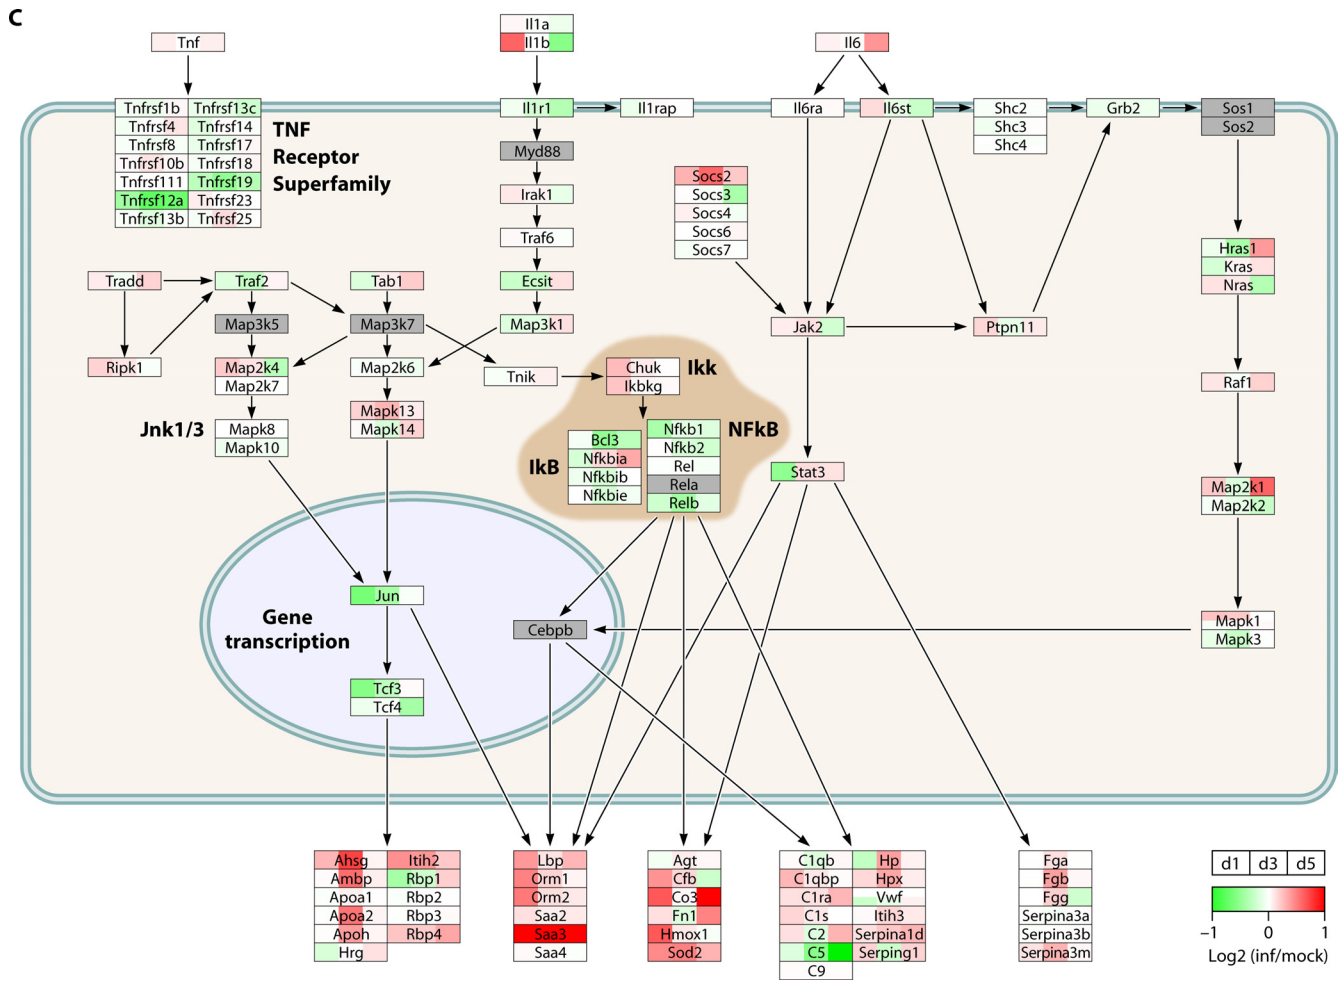 C
Tnf
Il1a
Il1b
Il6
Tnfrsf1b Tnfrsf13c
Tnfrsf4 Tnfrsf14
Tnfrsf8 Tnfrsf17
Tnfrsf10b Tnfrsf18
Tnfrsf111 Tnfrsf19
Tnfrsf12a Tnfrsf23
Tnfrsf13b Tnfrsf25
TNF
Receptor
Superfamily
Il1r1
Il1rap
Il6ra
Il6st
Shc2
Shc3
Shc4
Grb2
Sos1
Sos2
Myd88
Irak1
Traf6
Ecsit
Map3k1
Socs2
Socs3
Socs4
Socs6
Socs7
Hras1
Kras
Nras
Tradd
Traf2
Tab1
Map3k5
Map3k7
Jak2
Ptpn11
Ripk1
Map2k4
Map2k7
Map2k6
Tnik
Chuk
Ikbkg
Ikk
Raf1
Jnk1/3
Mapk8
Mapk10
Mapk13
Mapk14
IkB
Bcl3
Nfkbia
Nfkbib
Nfkbie
Nfkb1
Nfkb2
Rel
Rela
Relb
NFkB
Stat3
Map2k1
Map2k2
Jun
Gene
transcription
Cebpb
Mapk1
Mapk3
Tcf3
Tcf4
Ahsg Itih2
Ambp Rbp1
Apoa1 Rbp2
Apoa2 Rbp3
Apoh Rbp4
Hrg
Lbp
Orm1
Orm2
Saa2
Saa3
Saa4
Agt
Cfb
Co3
Fn1
Hmox1
Sod2
C1qb Hp
C1qbp Hpx
C1ra Vwf
C1s Itih3
C2 Serpina1d
C5 Serping1
C9
Fga
Fgb
Fgg
Serpina3a
Serpina3b
Serpina3m
d1 d3 d5
−1 0 1
Log2 (inf/mock)